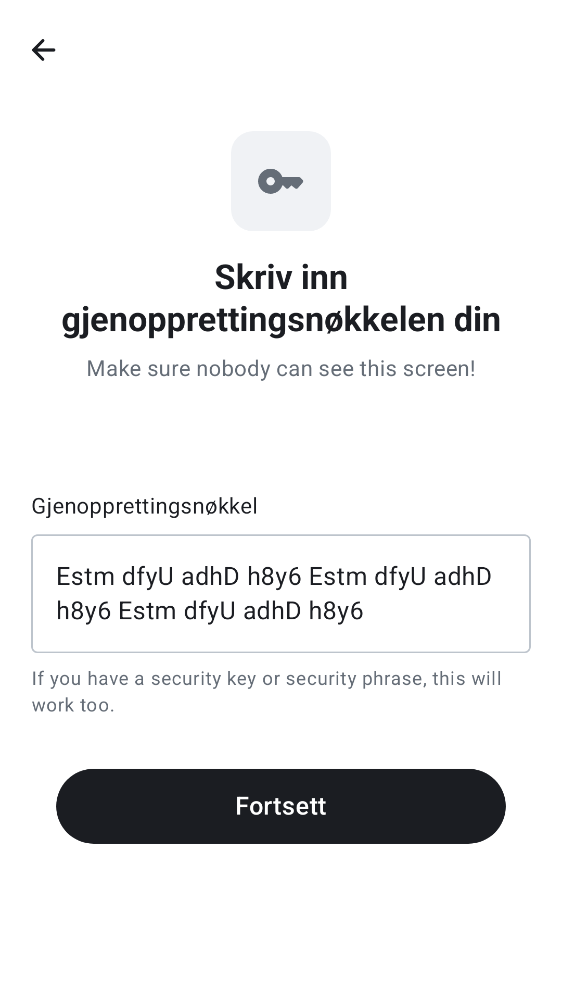 Skriv inn
gjenopprettingsnøkkelen din
Make sure nobody can see this screen!
Gjenopprettingsnøkkel
Estm dfyU adhD h8y6 Estm dfyU adhD
h8y6 Estm dfyU adhD h8y6
If you have a security key or security phrase, this will
work too.
Fortsett